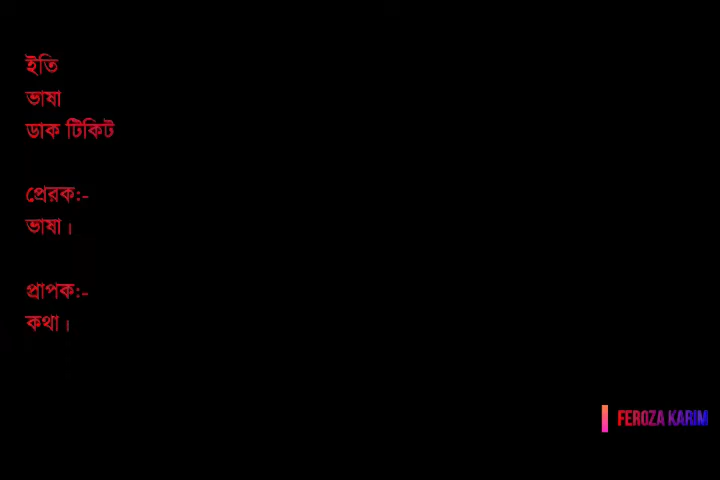 ইতি
ভাষা
ডাক টিকিট
প্রেরক:-
ভাষা।
প্রাপক:-
কথা।
FEROZA KARIM